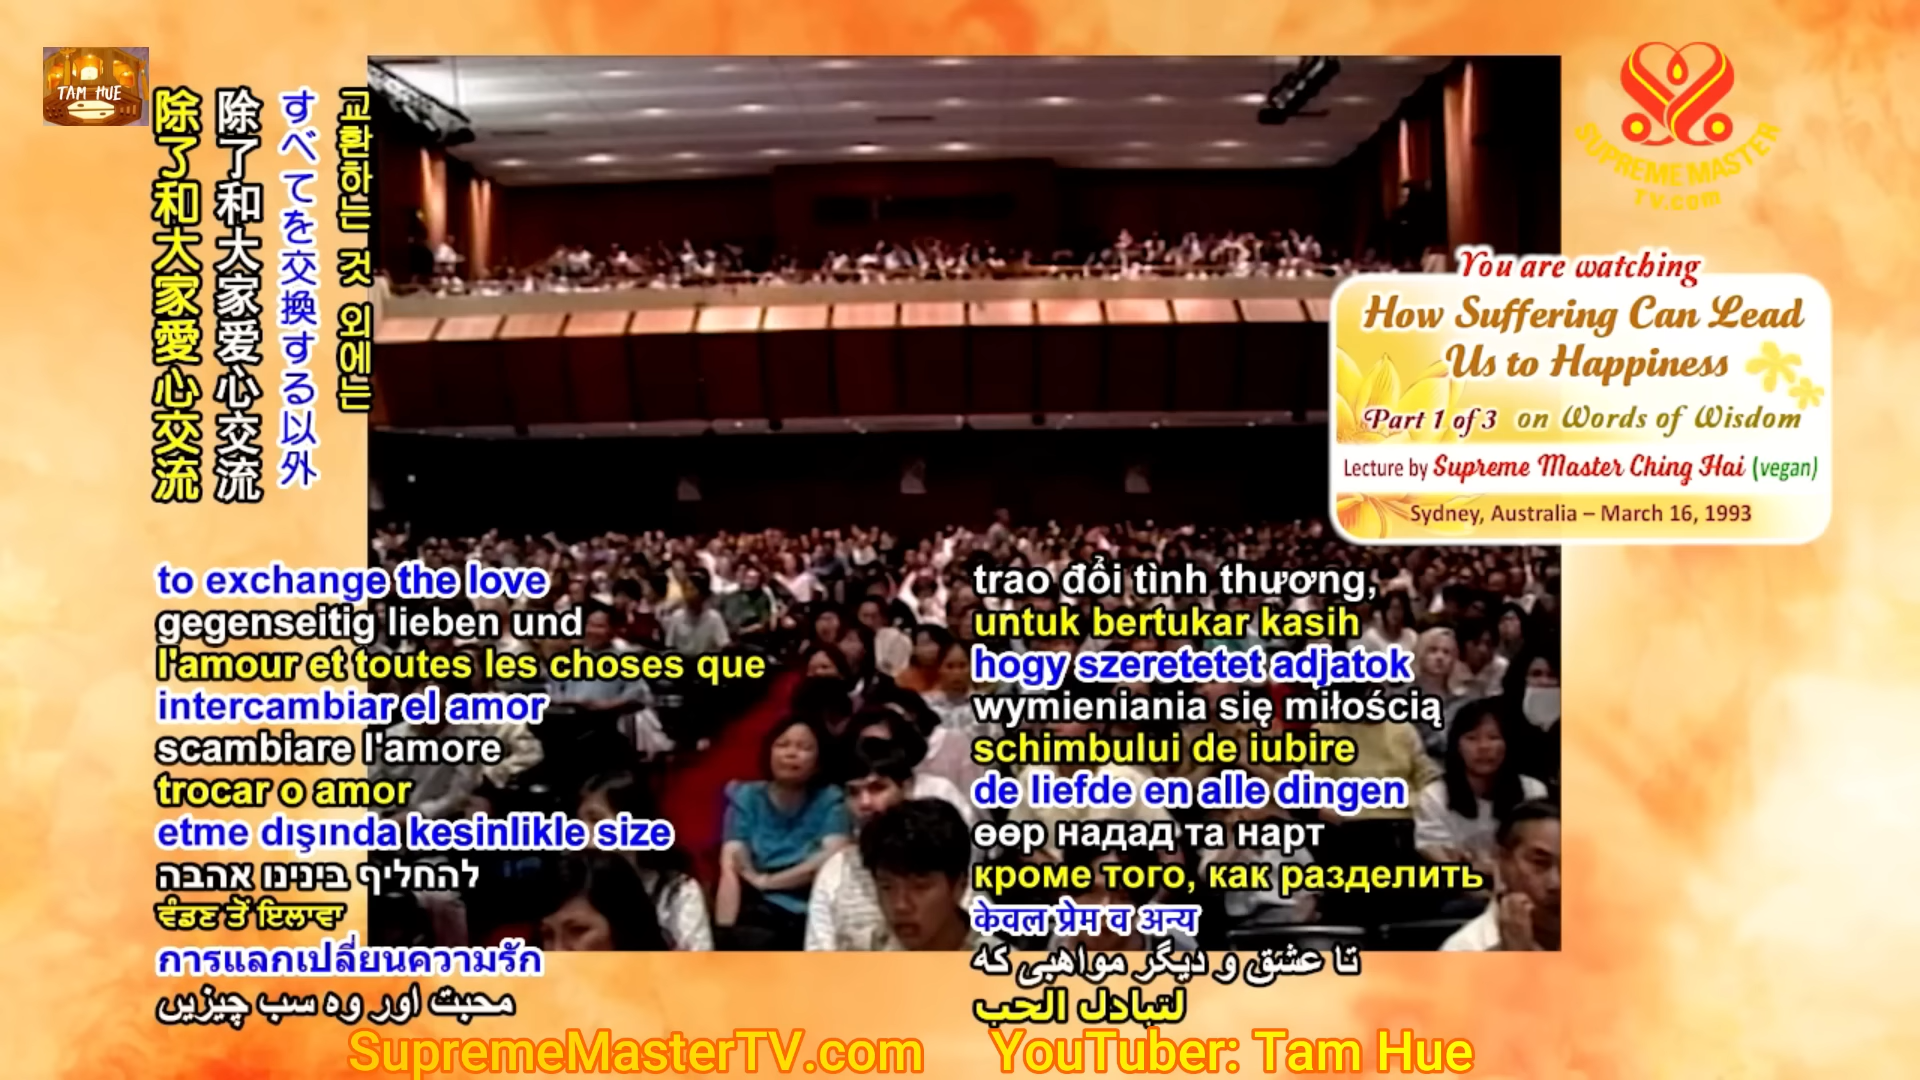 TAM HUE
除了和大家愛心交流
除了和大家爱心交流
すべてを交換する以外
교환하는 것 외에는
SUPREME MASTER
TV.com
You are watching
How Suffering Can Lead
Us to Happiness
Part 1 of 3 on Words of Wisdom
Lecture by Supreme Master Ching Hai (vegan)
Sydney, Australia – March 16, 1993
to exchange the love
gegenseitig lieben und
l'amour et toutes les choses que
intercambiar el amor
scambiare l'amore
trocar o amor
etme dışında kesinlikle size
להחליף בינינו אהבה
ਵੰਡਣ ਤੋਂ ਇਲਾਵਾ
การแลกเปลี่ยนความรัก
محبت اور وہ سب چیزیں
trao đổi tình thương,
untuk bertukar kasih
hogy szeretetet adjatok
wymieniania się miłością
schimbului de iubire
de liefde en alle dingen
өөр надад та нарт
кроме того, как разделить
केवल प्रेम व अन्य
تا عشق و دیگر مواهبی که
لتبادل الحب
SupremeMasterTV.com YouTuber: Tam Hue